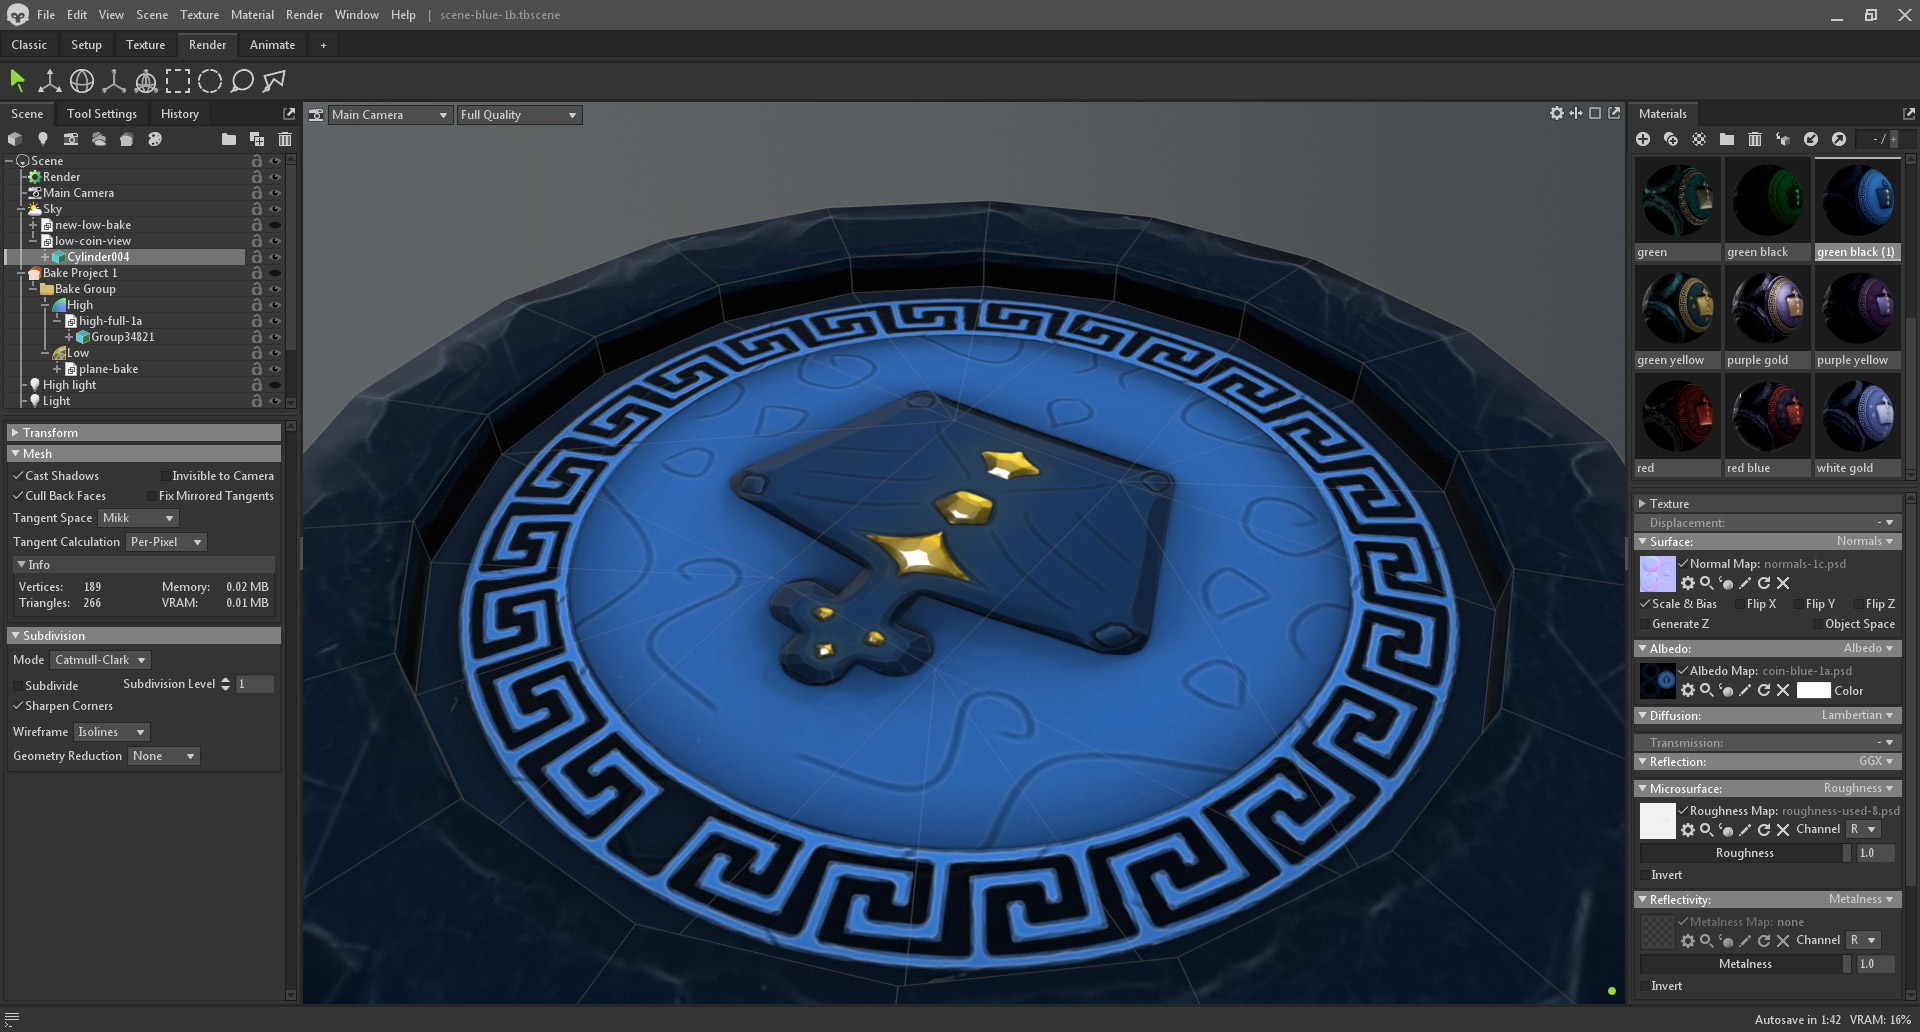 File Edit View Scene Texture Material Render Window Help | scene-blue-1b.tbscene
Classic Setup Texture Render Animate +
Scene Tool Settings History
Main Camera Full Quality
Materials
- / +
Scene
Render
Main Camera
Sky
new-low-bake
low-coin-view
Cylinder004
Bake Project 1
Bake Group
High
high-full-1a
Group34821
Low
plane-bake
High light
Light
Transform
Mesh
Cast Shadows Invisible to Camera
Cull Back Faces Fix Mirrored Tangents
Tangent Space Mikk
Tangent Calculation Per-Pixel
Info
Vertices: 189 Memory: 0.02 MB
Triangles: 266 VRAM: 0.01 MB
Subdivision
Mode Catmull-Clark
Subdivide Subdivision Level 1
Sharpen Corners
Wireframe Isolines
Geometry Reduction None
green green black green black (1)
green yellow purple gold purple yellow
red red blue white gold
Texture
Displacement: -
Surface: Normals
Normal Map: normals-1c.psd
Scale & Bias Flip X Flip Y Flip Z
Generate Z Object Space
Albedo: Albedo
Albedo Map: coin-blue-1a.psd
Color
Diffusion: Lambertian
Transmission: -
Reflection: GGX
Microsurface: Roughness
Roughness Map: roughness-used-8.psd
Channel R
Roughness 1.0
Invert
Reflectivity: Metalness
Metalness Map: none
Channel R
Metalness 1.0
Invert
Autosave in 1:42 VRAM: 16%